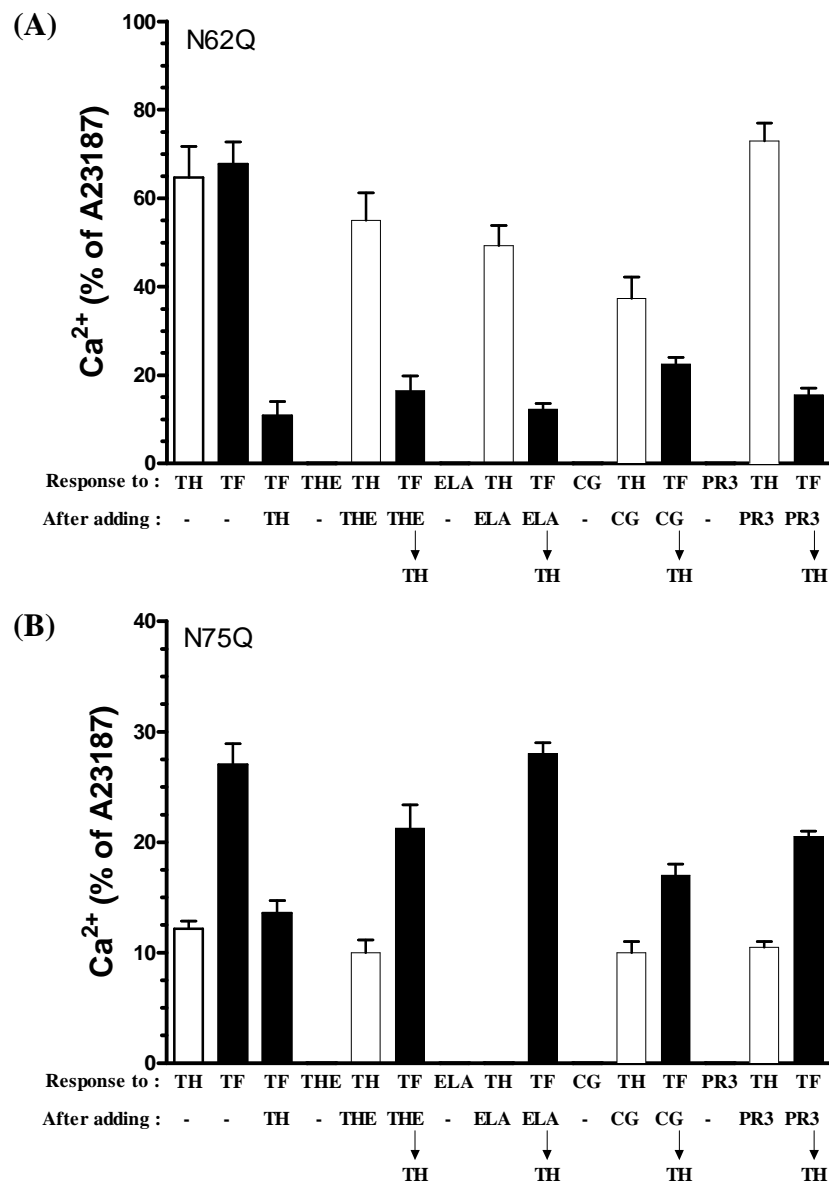 (A)
N62Q
Ca2+ (% of A23187)
100
80
60
40
20
0
Response to : TH TF TF THE TH TF ELA TH TF CG TH TF PR3 TH TF
After adding : - - TH - THE THE - ELA ELA - CG CG - PR3 PR3
TH TH TH TH
(B)
N75Q
Ca2+ (% of A23187)
40
30
20
10
0
Response to : TH TF TF THE TH TF ELA TH TF CG TH TF PR3 TH TF
After adding : - - TH - THE THE - ELA ELA - CG CG - PR3 PR3
TH TH TH TH